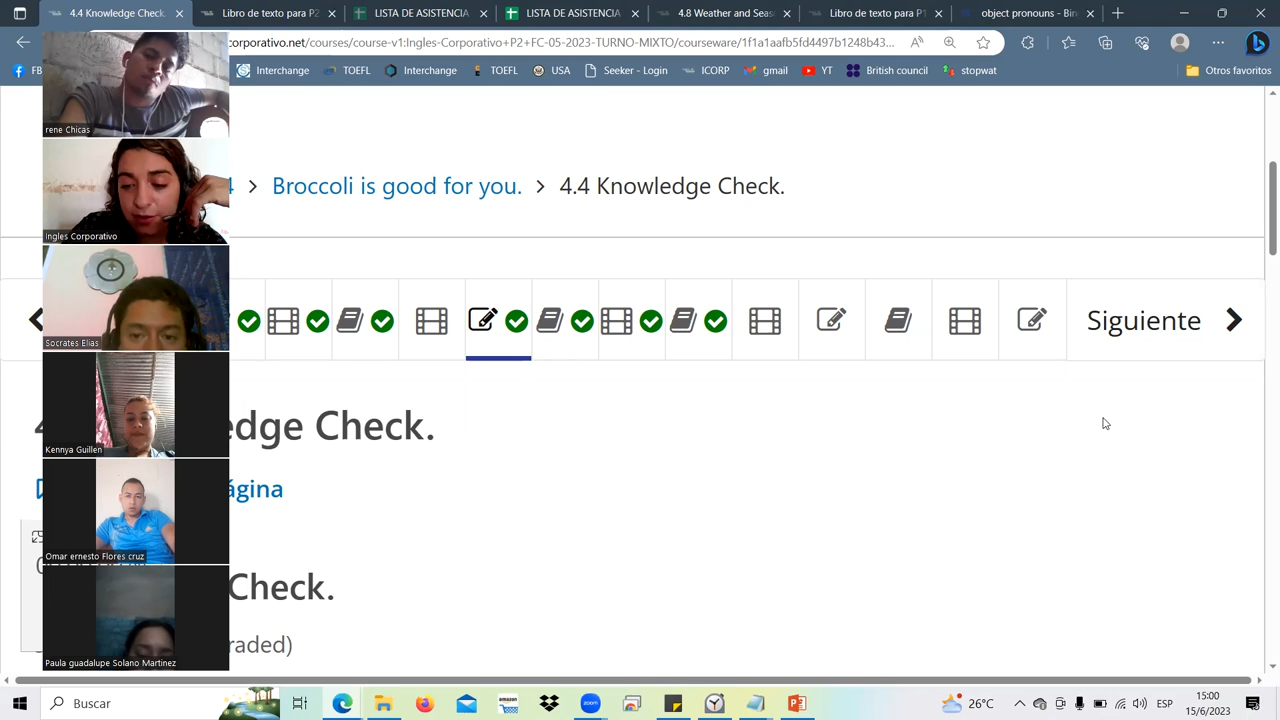 4.4 Knowledge Check
Libro de texto para P2
LISTA DE ASISTENCIA
LISTA DE ASISTENCIA
4.8 Weather and Season
Libro de texto para P1
object pronouns - Bing
corporativo.net/courses/course-v1:Ingles-Corporativo+P2+FC-05-2023-TURNO-MIXTO/courseware/1f1a1aafb5fd4497b1248b43...
FB
Interchange
TOEFL
Interchange
TOEFL
USA
Seeker - Login
ICORP
gmail
YT
British council
stopwat
Otros favoritos
rene Chicas
4 > Broccoli is good for you. > 4.4 Knowledge Check.
Ingles Corporativo
Siguiente
Socrates Elias
edge Check.
Kennya Guillen
ágina
Omar ernesto Flores cruz
Check.
raded)
Paula guadalupe Solano Martinez
Buscar
26°C
ESP
15:00
15/6/2023